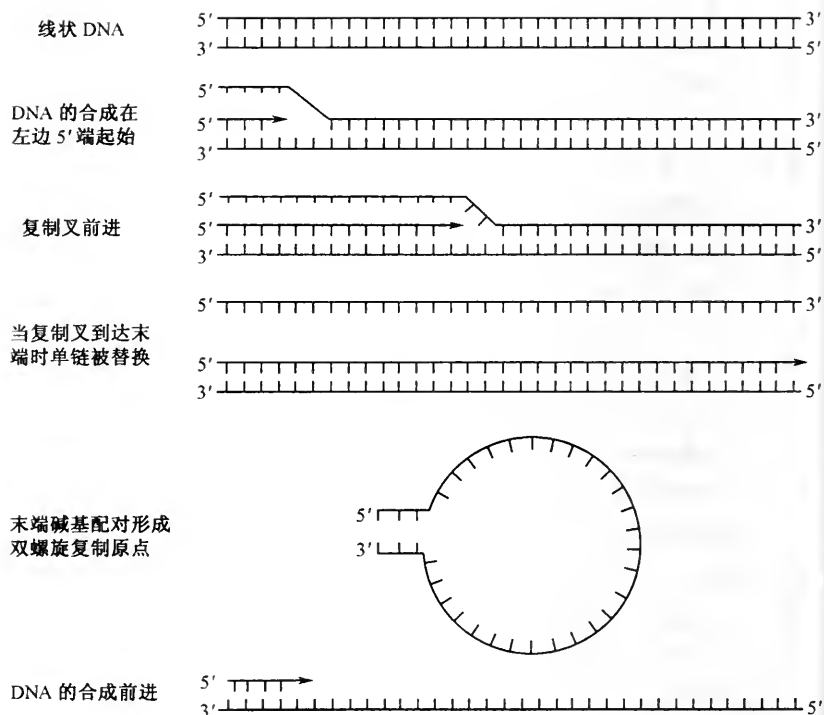 5′ 3′
线状 DNA
3′ 5′
5′
DNA 的合成在
5′ 3′
左边 5′端起始
3′ 5′
5′
复制叉前进
5′ 3′
3′ 5′
5′ 3′
当复制叉到达末
端时单链被替换
5′
3′ 5′
末端碱基配对形成
5′
双螺旋复制原点
3′
DNA 的合成前进
5′
3′ 5′